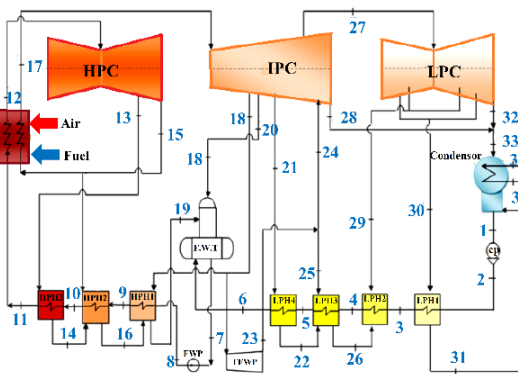 27
17
HPC
IPC
LPC
12
13
15
18
20
28
32
Air
21
24
33
Condensor
Fuel
18
3
19
29
30
3
F.W.T
1
cp
25
2
HPH3
10
HPH2
9
HPH1
6
LPH4
LPH3
4
LPH2
LPH1
11
5
3
14
16
7
23
22
26
8
FWP
31